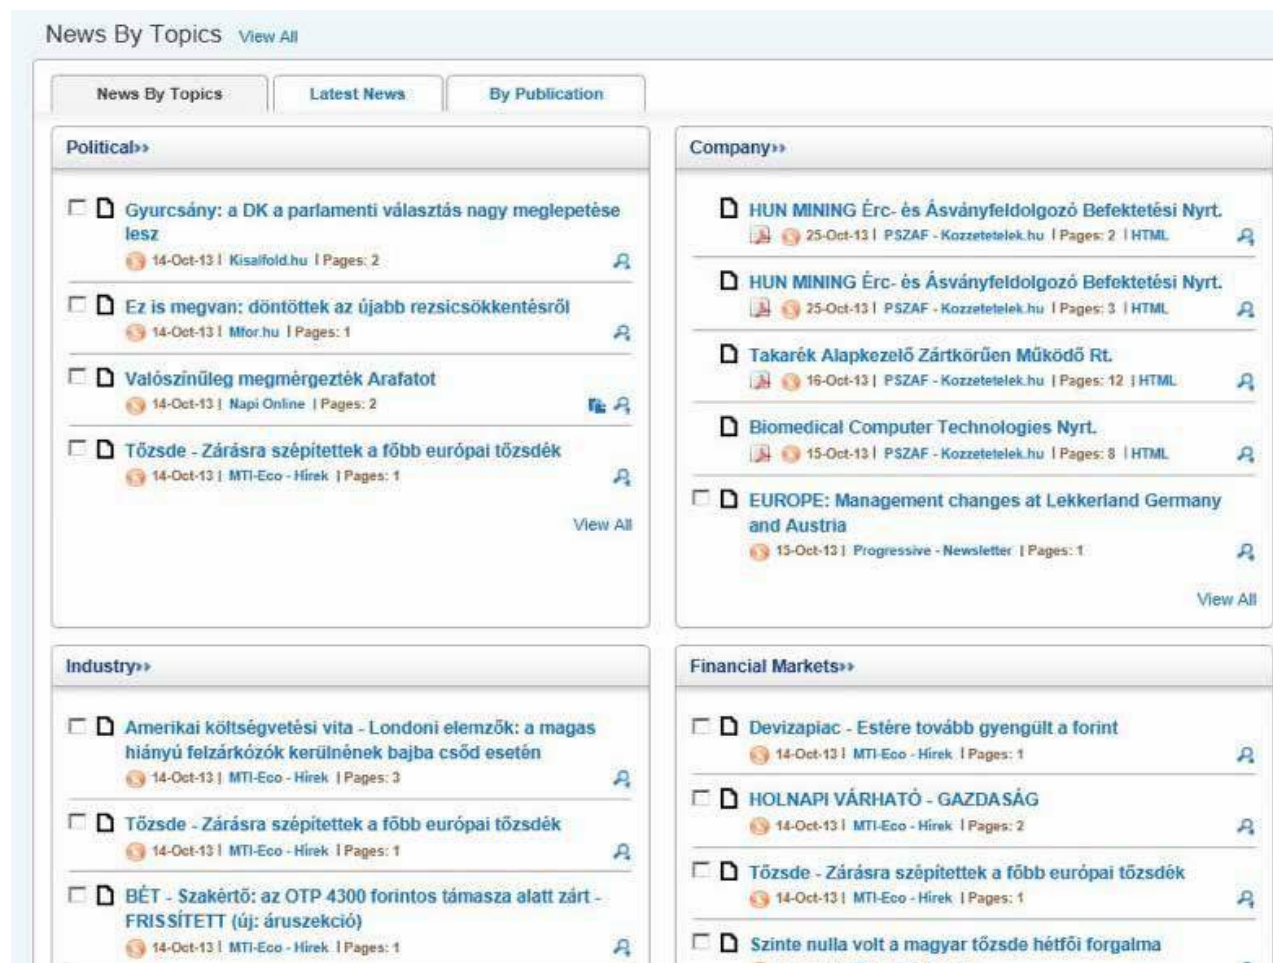 News By Topics View All
News By Topics Latest News By Publication
Political
Gyurcsány: a DK a parlamenti választás nagy meglepetése
lesz
14-Oct-13 | Kisalfold.hu | Pages: 2
Ez is megvan: döntöttek az újabb rezsicsökkentésről
14-Oct-13 | Mfor.hu | Pages: 1
Valószínűleg megmérgezték Arafatot
14-Oct-13 | Napi Online | Pages: 2
Tőzsde - Zárásra szépítettek a főbb európai tőzsdék
14-Oct-13 | MTI-Eco - Hírek | Pages: 1
View All
Company
HUN MINING Érc- és Ásványfeldolgozó Befektetési Nyrt.
25-Oct-13 | PSZAF - Kozzetetelek.hu | Pages: 2 | HTML
HUN MINING Érc- és Ásványfeldolgozó Befektetési Nyrt.
25-Oct-13 | PSZAF - Kozzetetelek.hu | Pages: 3 | HTML
Takarék Alapkezelő Zártkörűen Működő Rt.
16-Oct-13 | PSZAF - Kozzetetelek.hu | Pages: 12 | HTML
Biomedical Computer Technologies Nyrt.
15-Oct-13 | PSZAF - Kozzetetelek.hu | Pages: 8 | HTML
EUROPE: Management changes at Lekkerland Germany
and Austria
15-Oct-13 | Progressive - Newsletter | Pages: 1
View All
Industry
Amerikai költségvetési vita - Londoni elemzők: a magas
hiányú felzárkózók kerülnének bajba csőd esetén
14-Oct-13 | MTI-Eco - Hírek | Pages: 3
Tőzsde - Zárásra szépítettek a főbb európai tőzsdék
14-Oct-13 | MTI-Eco - Hírek | Pages: 1
BÉT - Szakértő: az OTP 4300 forintos támasza alatt zárt -
FRISSÍTETT (új: áruszekció)
14-Oct-13 | MTI-Eco - Hírek | Pages: 1
Financial Markets
Devizapiac - Estére tovább gyengült a forint
14-Oct-13 | MTI-Eco - Hírek | Pages: 1
HOLNAPI VÁRHATÓ - GAZDASÁG
14-Oct-13 | MTI-Eco - Hírek | Pages: 2
Tőzsde - Zárásra szépítettek a főbb európai tőzsdék
14-Oct-13 | MTI-Eco - Hírek | Pages: 1
Szinte nulla volt a magyar tőzsde hétfői forgalma